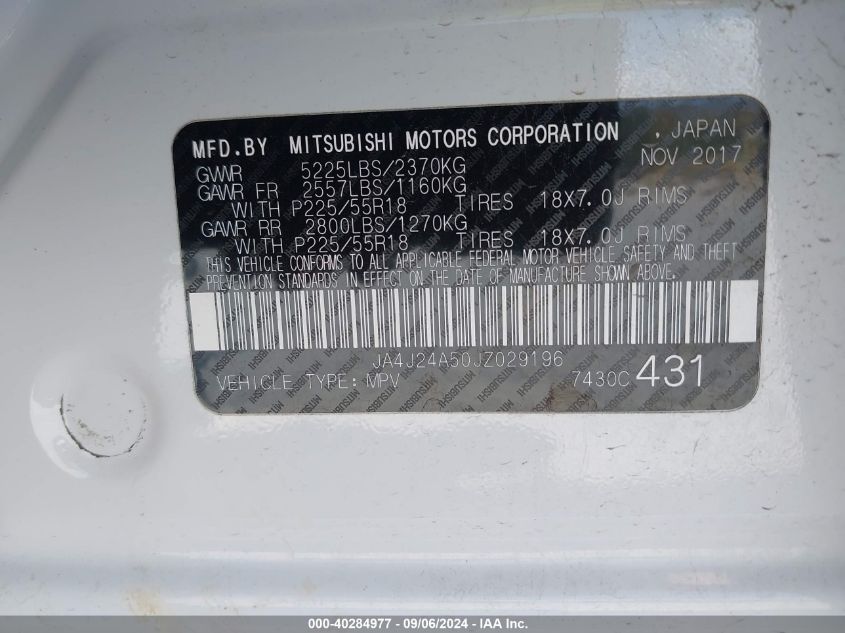 MFD.BY MITSUBISHI MOTORS CORPORATION . JAPAN
NOV 2017
GVWR 5225LBS/2370KG
GAWR FR 2557LBS/1160KG
WITH P225/55R18 TIRES 18X7.0J RIMS
GAWR RR 2800LBS/1270KG
WITH P225/55R18 TIRES 18X7.0J RIMS
THIS VEHICLE CONFORMS TO ALL APPLICABLE FEDERAL MOTOR VEHICLE SAFETY AND THEFT
PREVENTION STANDARDS IN EFFECT ON THE DATE OF MANUFACTURE SHOWN ABOVE.
JA4J24A50JZ029196
VEHICLE TYPE: MPV 7430C 431
000-40284977 - 09/06/2024 - IAA Inc.